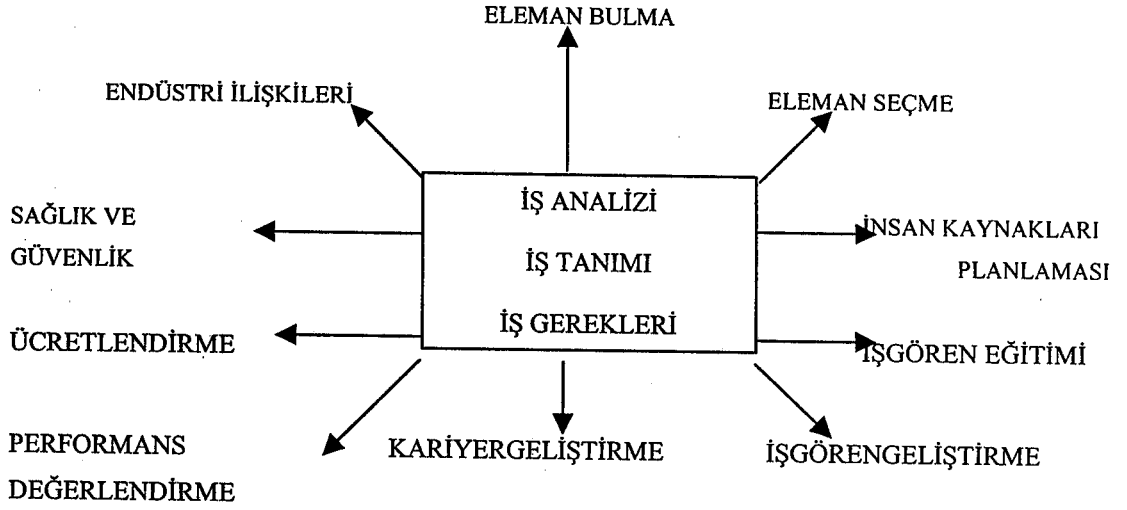 ELEMAN BULMA
ENDÜSTRİ İLİŞKİLERİ
ELEMAN SEÇME
İŞ ANALİZİ
İŞ TANIMI
İŞ GEREKLERİ
SAĞLIK VE
GÜVENLİK
İNSAN KAYNAKLARI
PLANLAMASI
ÜCRETLENDİRME
İŞGÖREN EĞİTİMİ
PERFORMANS
DEĞERLENDİRME
KARİYERGELİŞTİRME
İŞGÖRENGELİŞTİRME